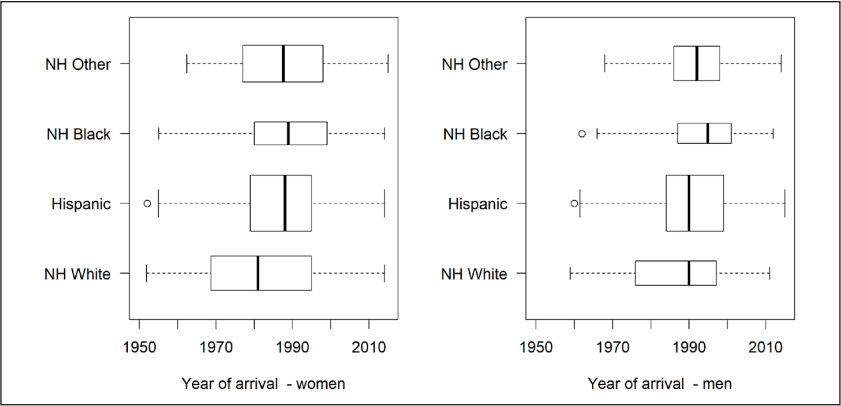 NH Other
NH Black
Hispanic
NH White
1950 1970 1990 2010
Year of arrival - women
NH Other
NH Black
Hispanic
NH White
1950 1970 1990 2010
Year of arrival - men